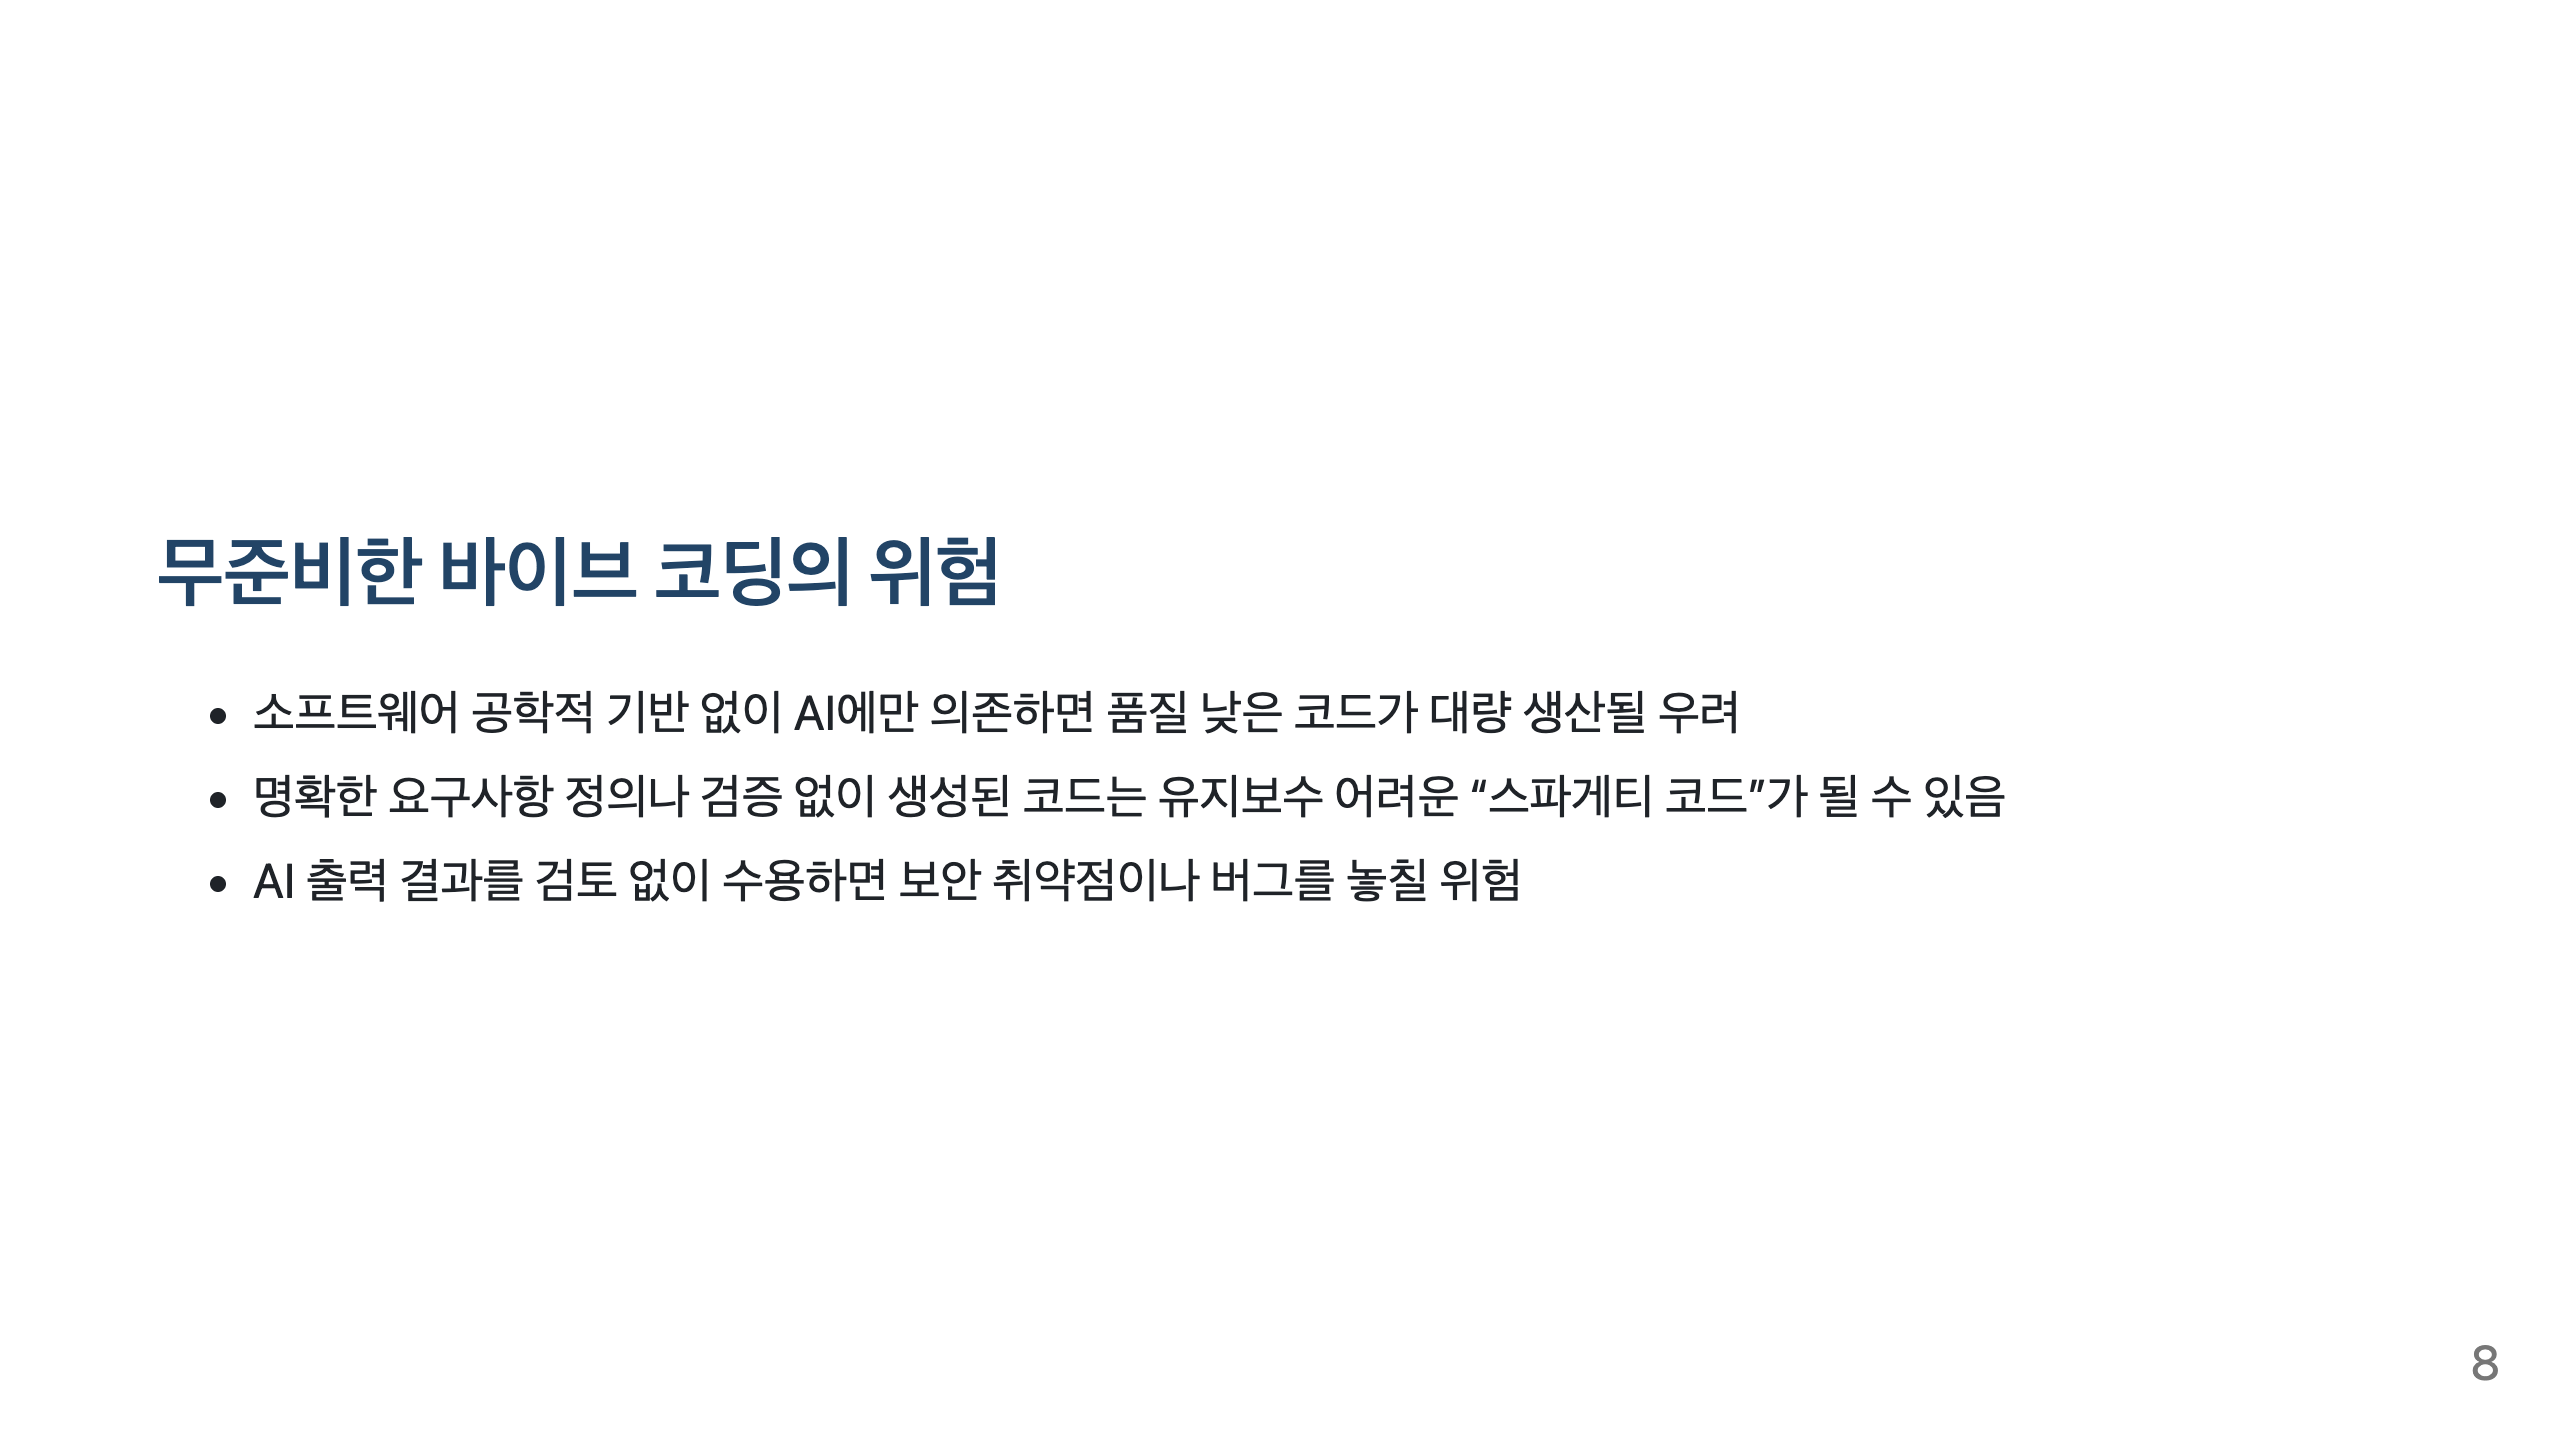 무준비한 바이브 코딩의 위험
• 소프트웨어 공학적 기반 없이 AI에만 의존하면 품질 낮은 코드가 대량 생산될 우려
• 명확한 요구사항 정의나 검증 없이 생성된 코드는 유지보수 어려운 “스파게티 코드”가 될 수 있음
• AI 출력 결과를 검토 없이 수용하면 보안 취약점이나 버그를 놓칠 위험
8